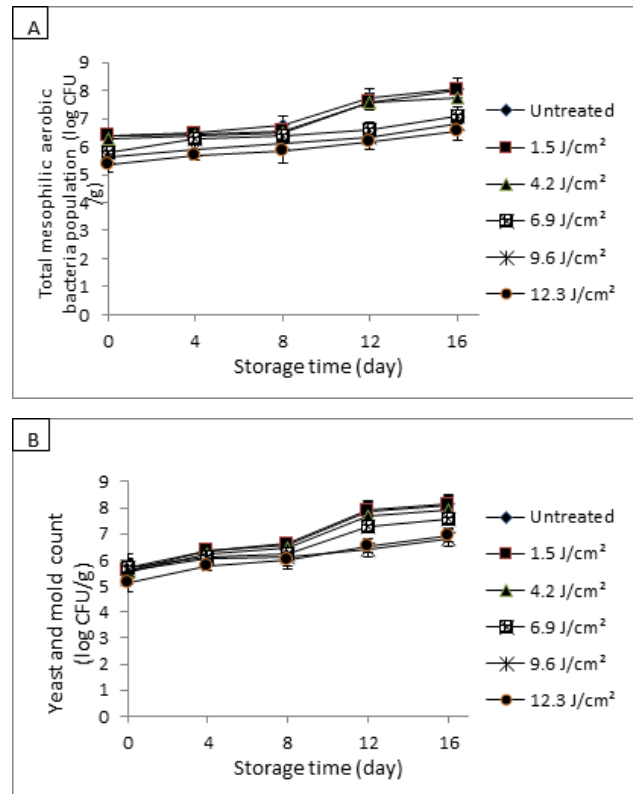 A
Total mesophilic aerobic
bacteria population (log CFU
/g)
9
8
7
6
5
4
3
2
1
0
0 4 8 12 16
Storage time (day)
Untreated
1.5 J/cm²
4.2 J/cm²
6.9 J/cm²
9.6 J/cm²
12.3 J/cm²
B
Yeast and mold count
(log CFU/g)
9
8
7
6
5
4
3
2
1
0
0 4 8 12 16
Storage time (day)
Untreated
1.5 J/cm²
4.2 J/cm²
6.9 J/cm²
9.6 J/cm²
12.3 J/cm²